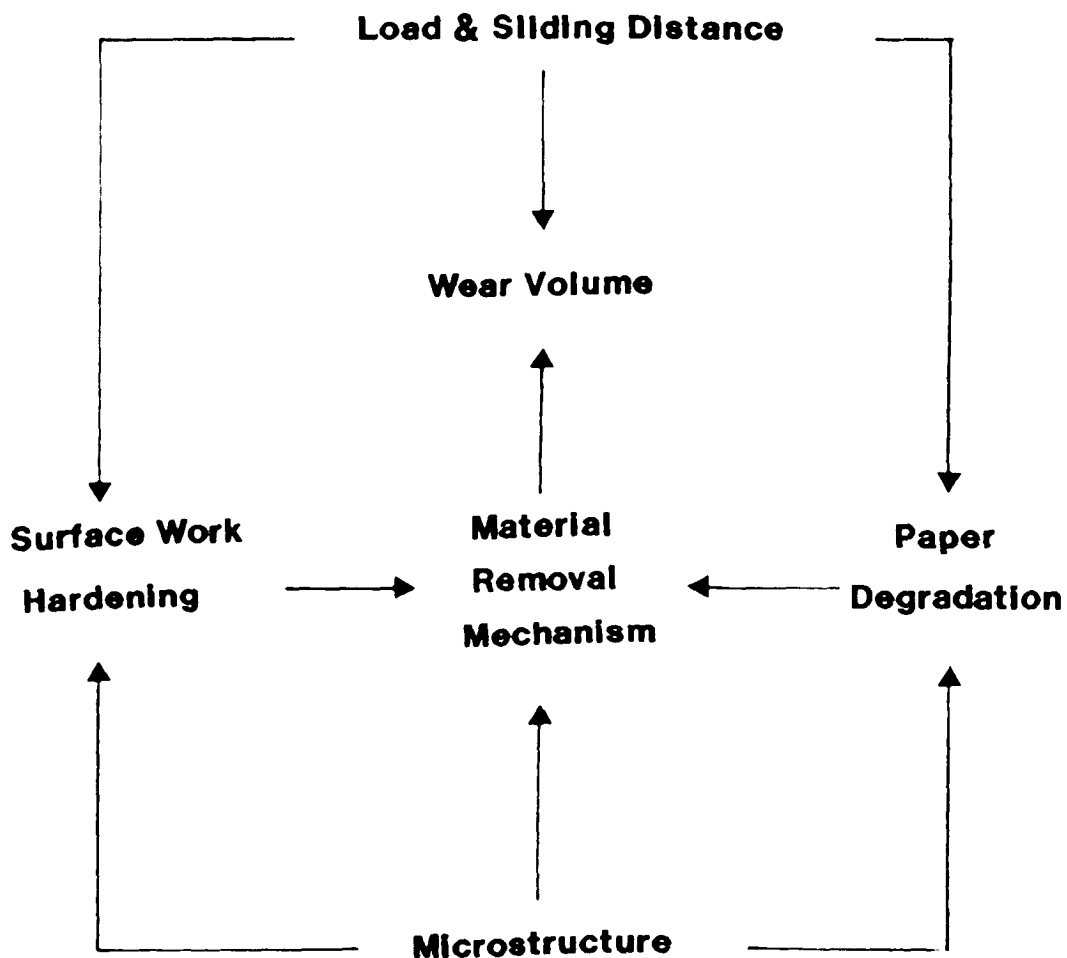 Load & Sliding Distance
Wear Volume
Surface Work
Hardening
Material
Removal
Mechanism
Paper
Degradation
Microstructure